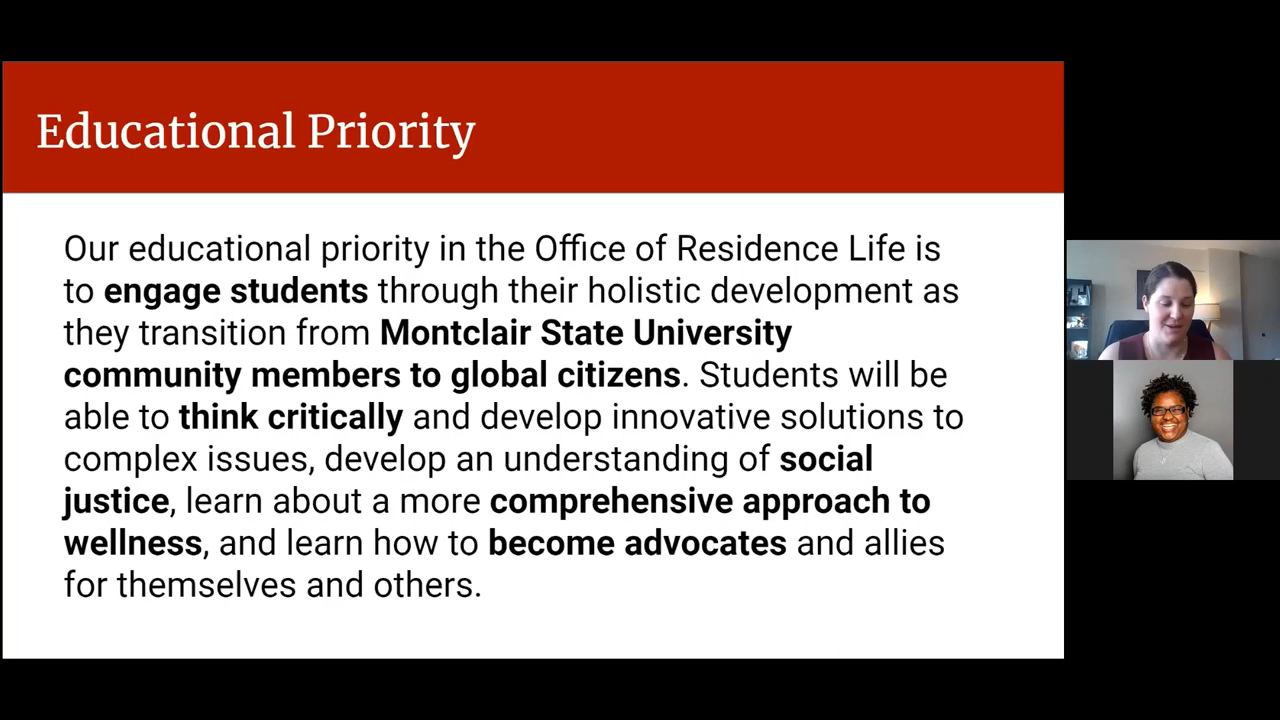 Educational Priority
Our educational priority in the Office of Residence Life is
to engage students through their holistic development as
they transition from Montclair State University
community members to global citizens. Students will be
able to think critically and develop innovative solutions to
complex issues, develop an understanding of social
justice, learn about a more comprehensive approach to
wellness, and learn how to become advocates and allies
for themselves and others.